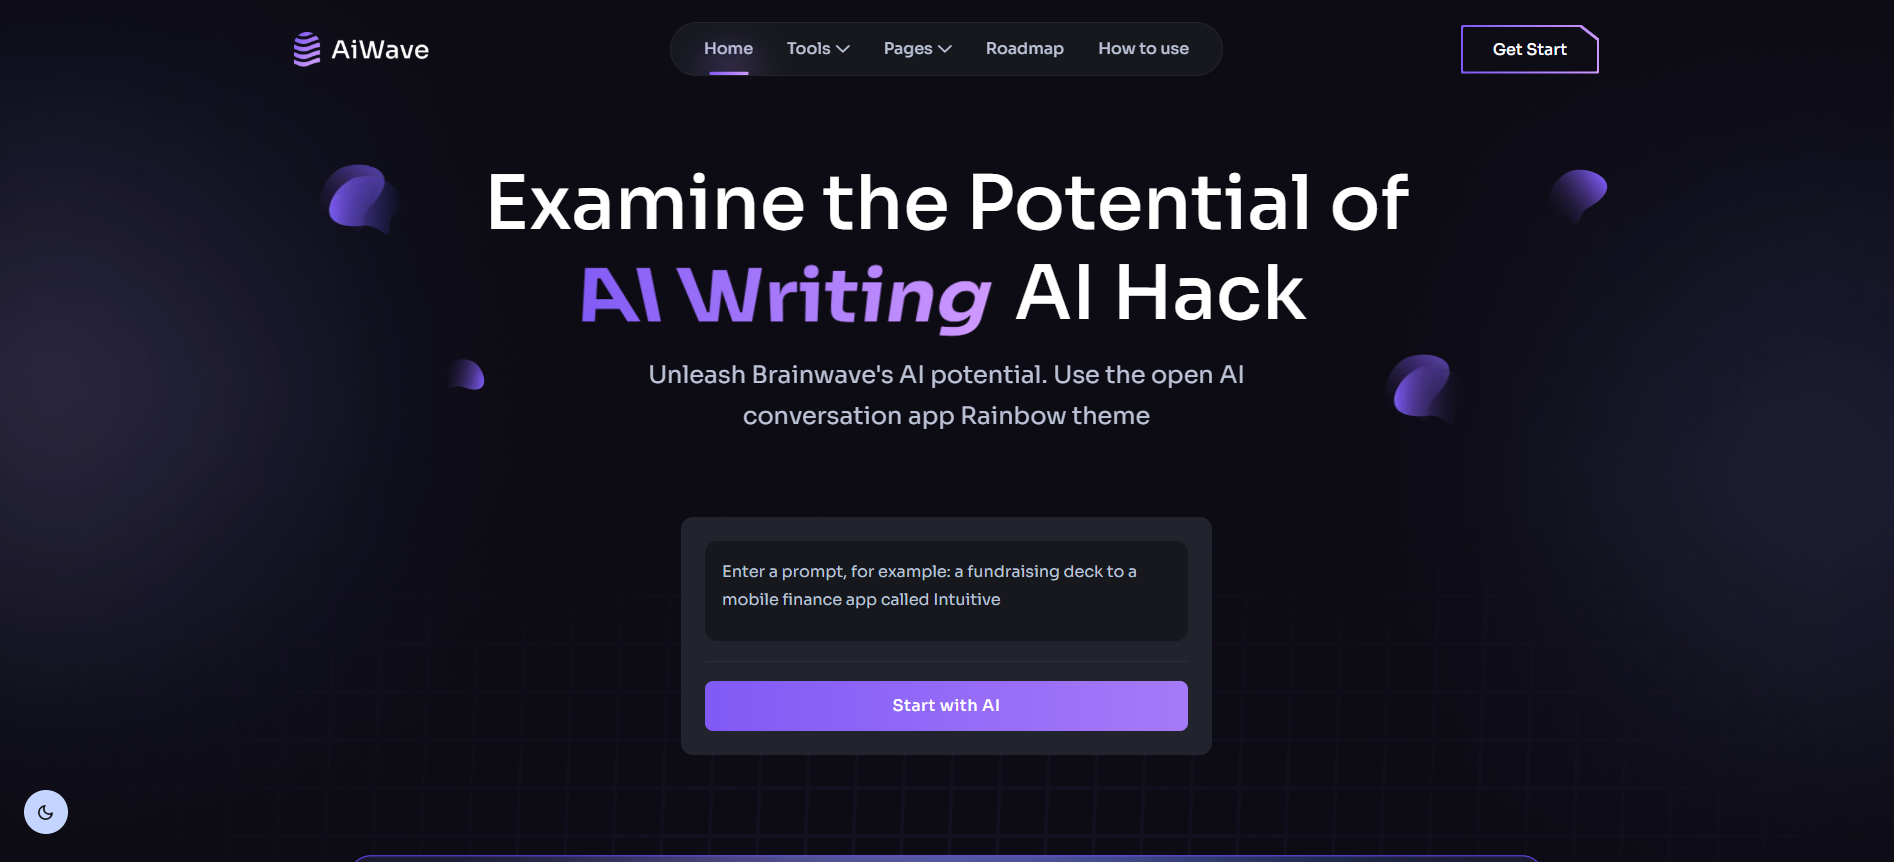 AiWave
Home Tools Pages Roadmap How to use
Get Start
Examine the Potential of
AI Writing AI Hack
Unleash Brainwave's AI potential. Use the open AI
conversation app Rainbow theme
Enter a prompt, for example: a fundraising deck to a
mobile finance app called Intuitive
Start with AI